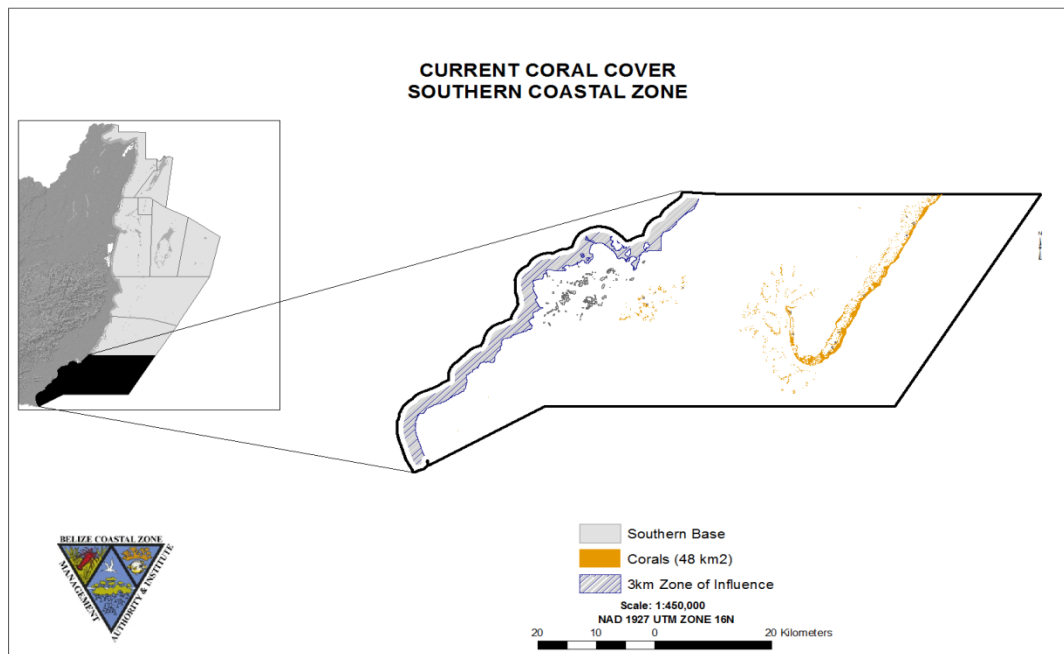 CURRENT CORAL COVER
SOUTHERN COASTAL ZONE
BELIZE COASTAL ZONE
MANAGEMENT
AUTHORITY & INSTITUTE
Southern Base
Corals (48 km2)
3km Zone of Influence
Scale: 1:450,000
NAD 1927 UTM ZONE 16N
20 10 0 20 Kilometers